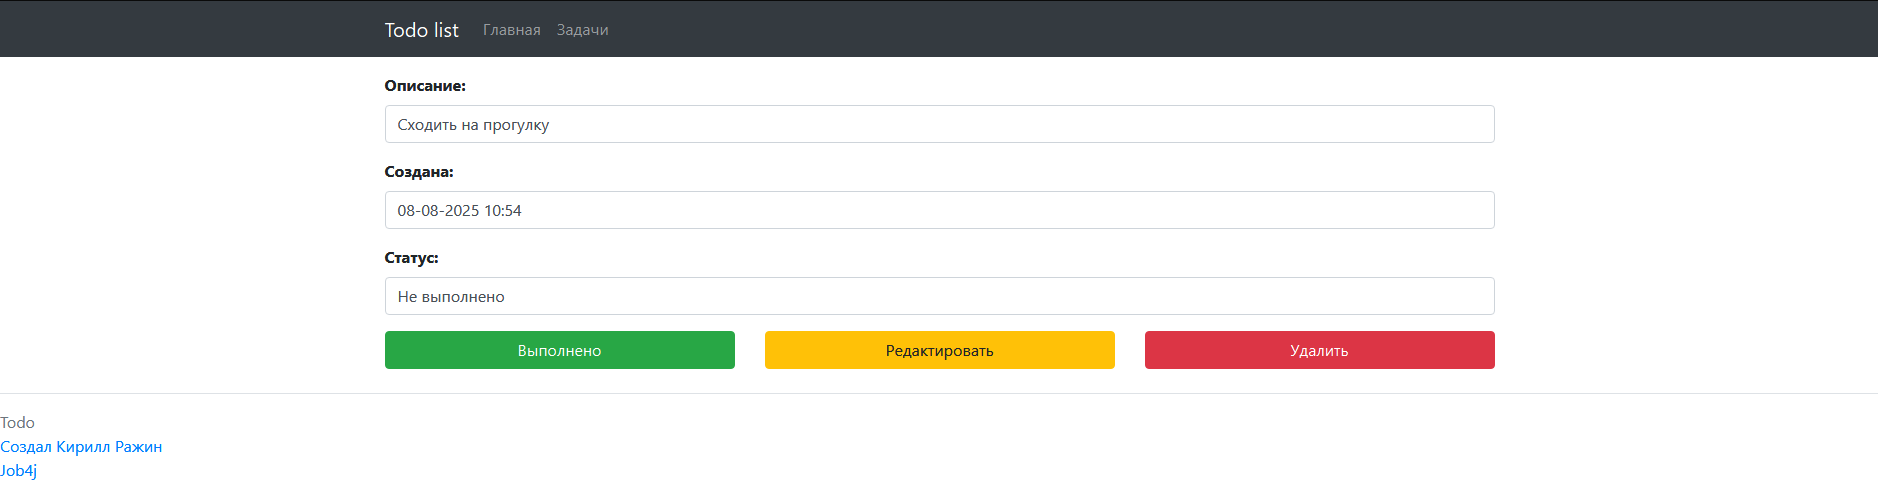 Todo list Главная Задачи
Описание:
Сходить на прогулку
Создана:
08-08-2025 10:54
Статус:
Не выполнено
Выполнено Редактировать Удалить
Todo
Создал Кирилл Ражин
Job4j